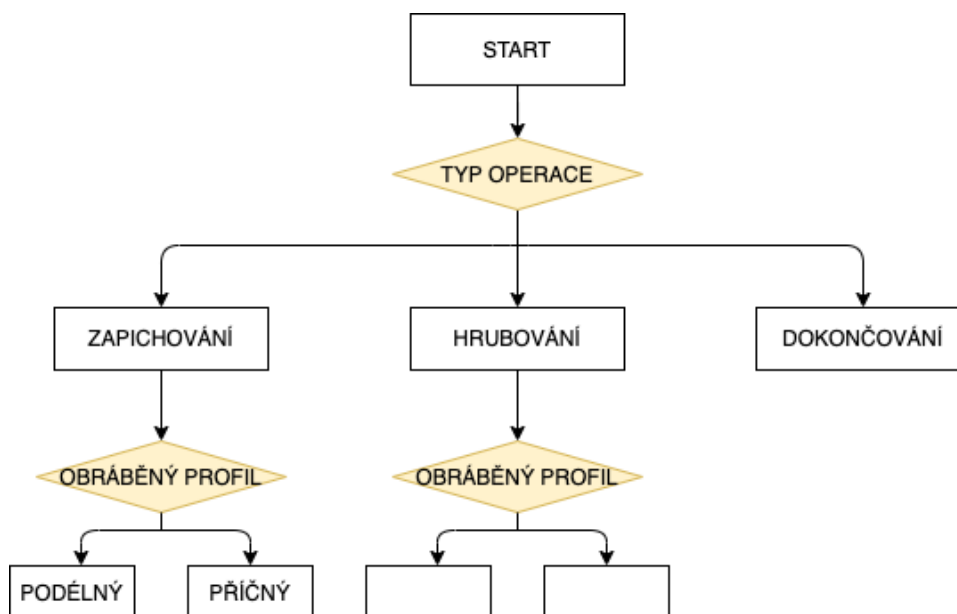 START
TYP OPERACE
ZAPICHOVÁNÍ
HRUBOVÁNÍ
DOKONČOVÁNÍ
OBRÁBĚNÝ PROFIL
OBRÁBĚNÝ PROFIL
PODÉLNÝ
PŘÍČNÝ